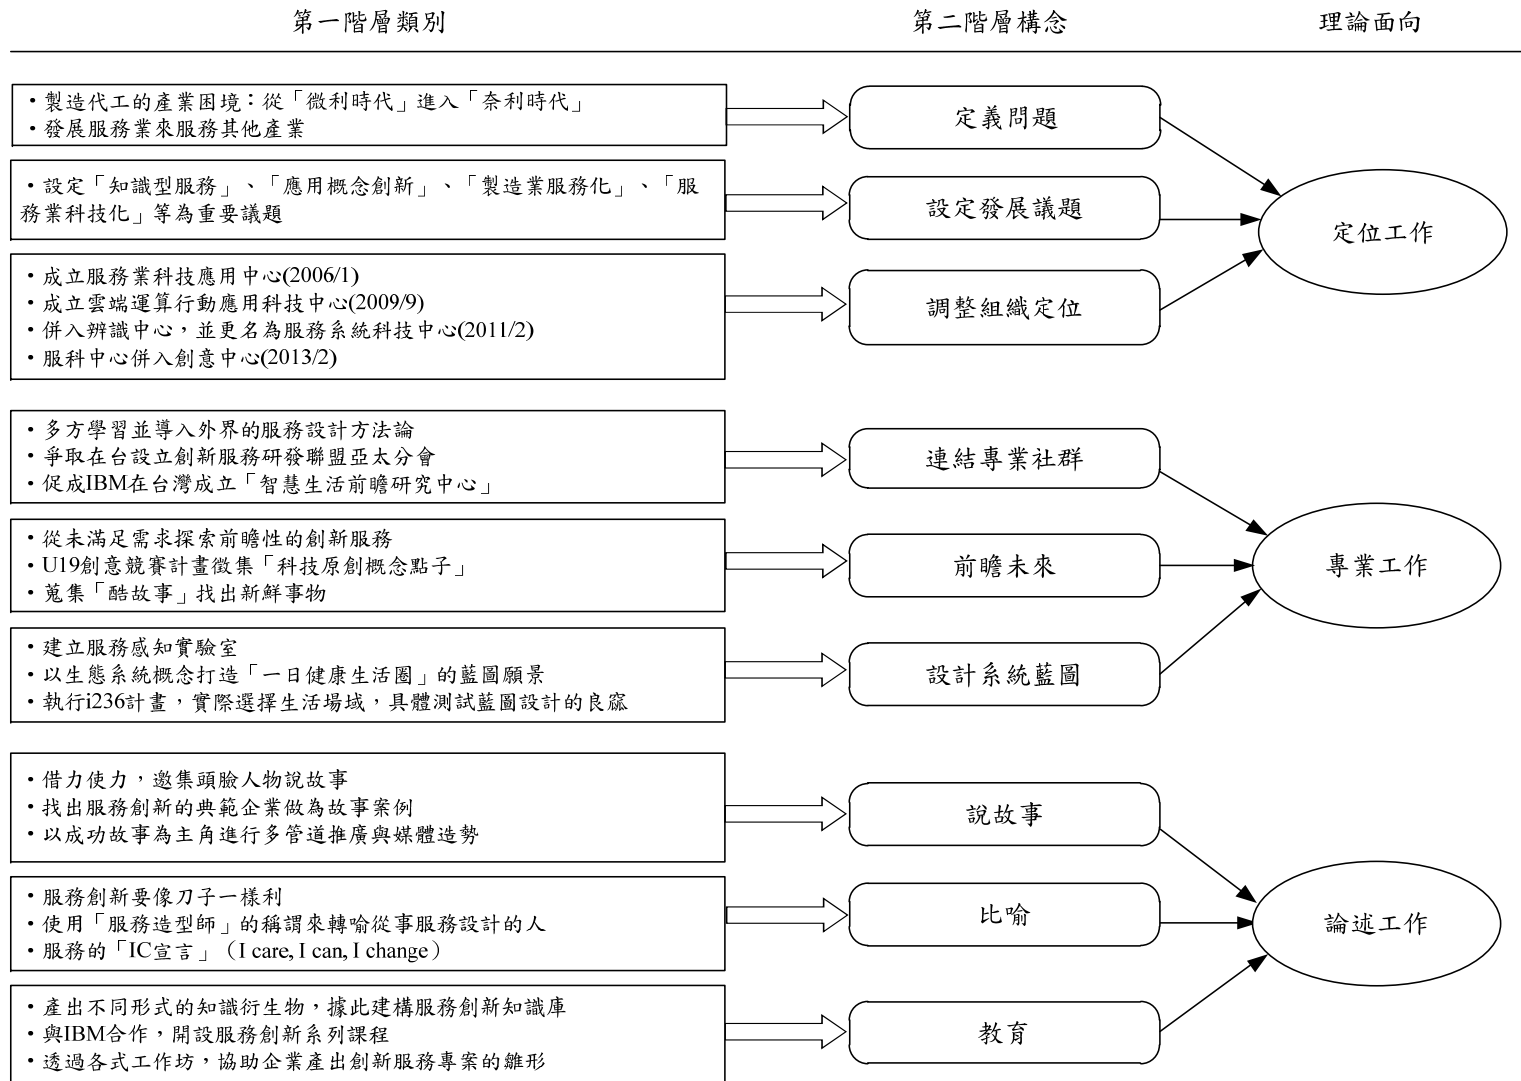 第一階層類別
第二階層構念
理論面向
・製造代工的產業困境：從「微利時代」進入「奈利時代」
・發展服務業來服務其他產業
定義問題
・設定「知識型服務」、「應用概念創新」、「製造業服務化」、「服
務業科技化」等為重要議題
設定發展議題
定位工作
・成立服務業科技應用中心(2006/1)
・成立雲端運算行動應用科技中心(2009/9)
・併入辨識中心，並更名為服務系統科技中心(2011/2)
・服科中心併入創意中心(2013/2)
調整組織定位
・多方學習並導入外界的服務設計方法論
・爭取在台設立創新服務研發聯盟亞太分會
・促成IBM在台灣成立「智慧生活前瞻研究中心」
連結專業社群
・從未滿足需求探索前瞻性的創新服務
・U19創意競賽計畫徵集「科技原創概念點子」
・蒐集「酷故事」找出新鮮事物
前瞻未來
專業工作
・建立服務感知實驗室
・以生態系統概念打造「一日健康生活圈」的藍圖願景
・執行i236計畫，實際選擇生活場域，具體測試藍圖設計的良窳
設計系統藍圖
・借力使力，邀集頭臉人物說故事
・找出服務創新的典範企業做為故事案例
・以成功故事為主角進行多管道推廣與媒體造勢
說故事
・服務創新要像刀子一樣利
・使用「服務造型師」的稱謂來轉喻從事服務設計的人
・服務的「IC宣言」（I care, I can, I change）
比喻
論述工作
・產出不同形式的知識衍生物，據此建構服務創新知識庫
・與IBM合作，開設服務創新系列課程
・透過各式工作坊，協助企業產出創新服務專案的雛形
教育